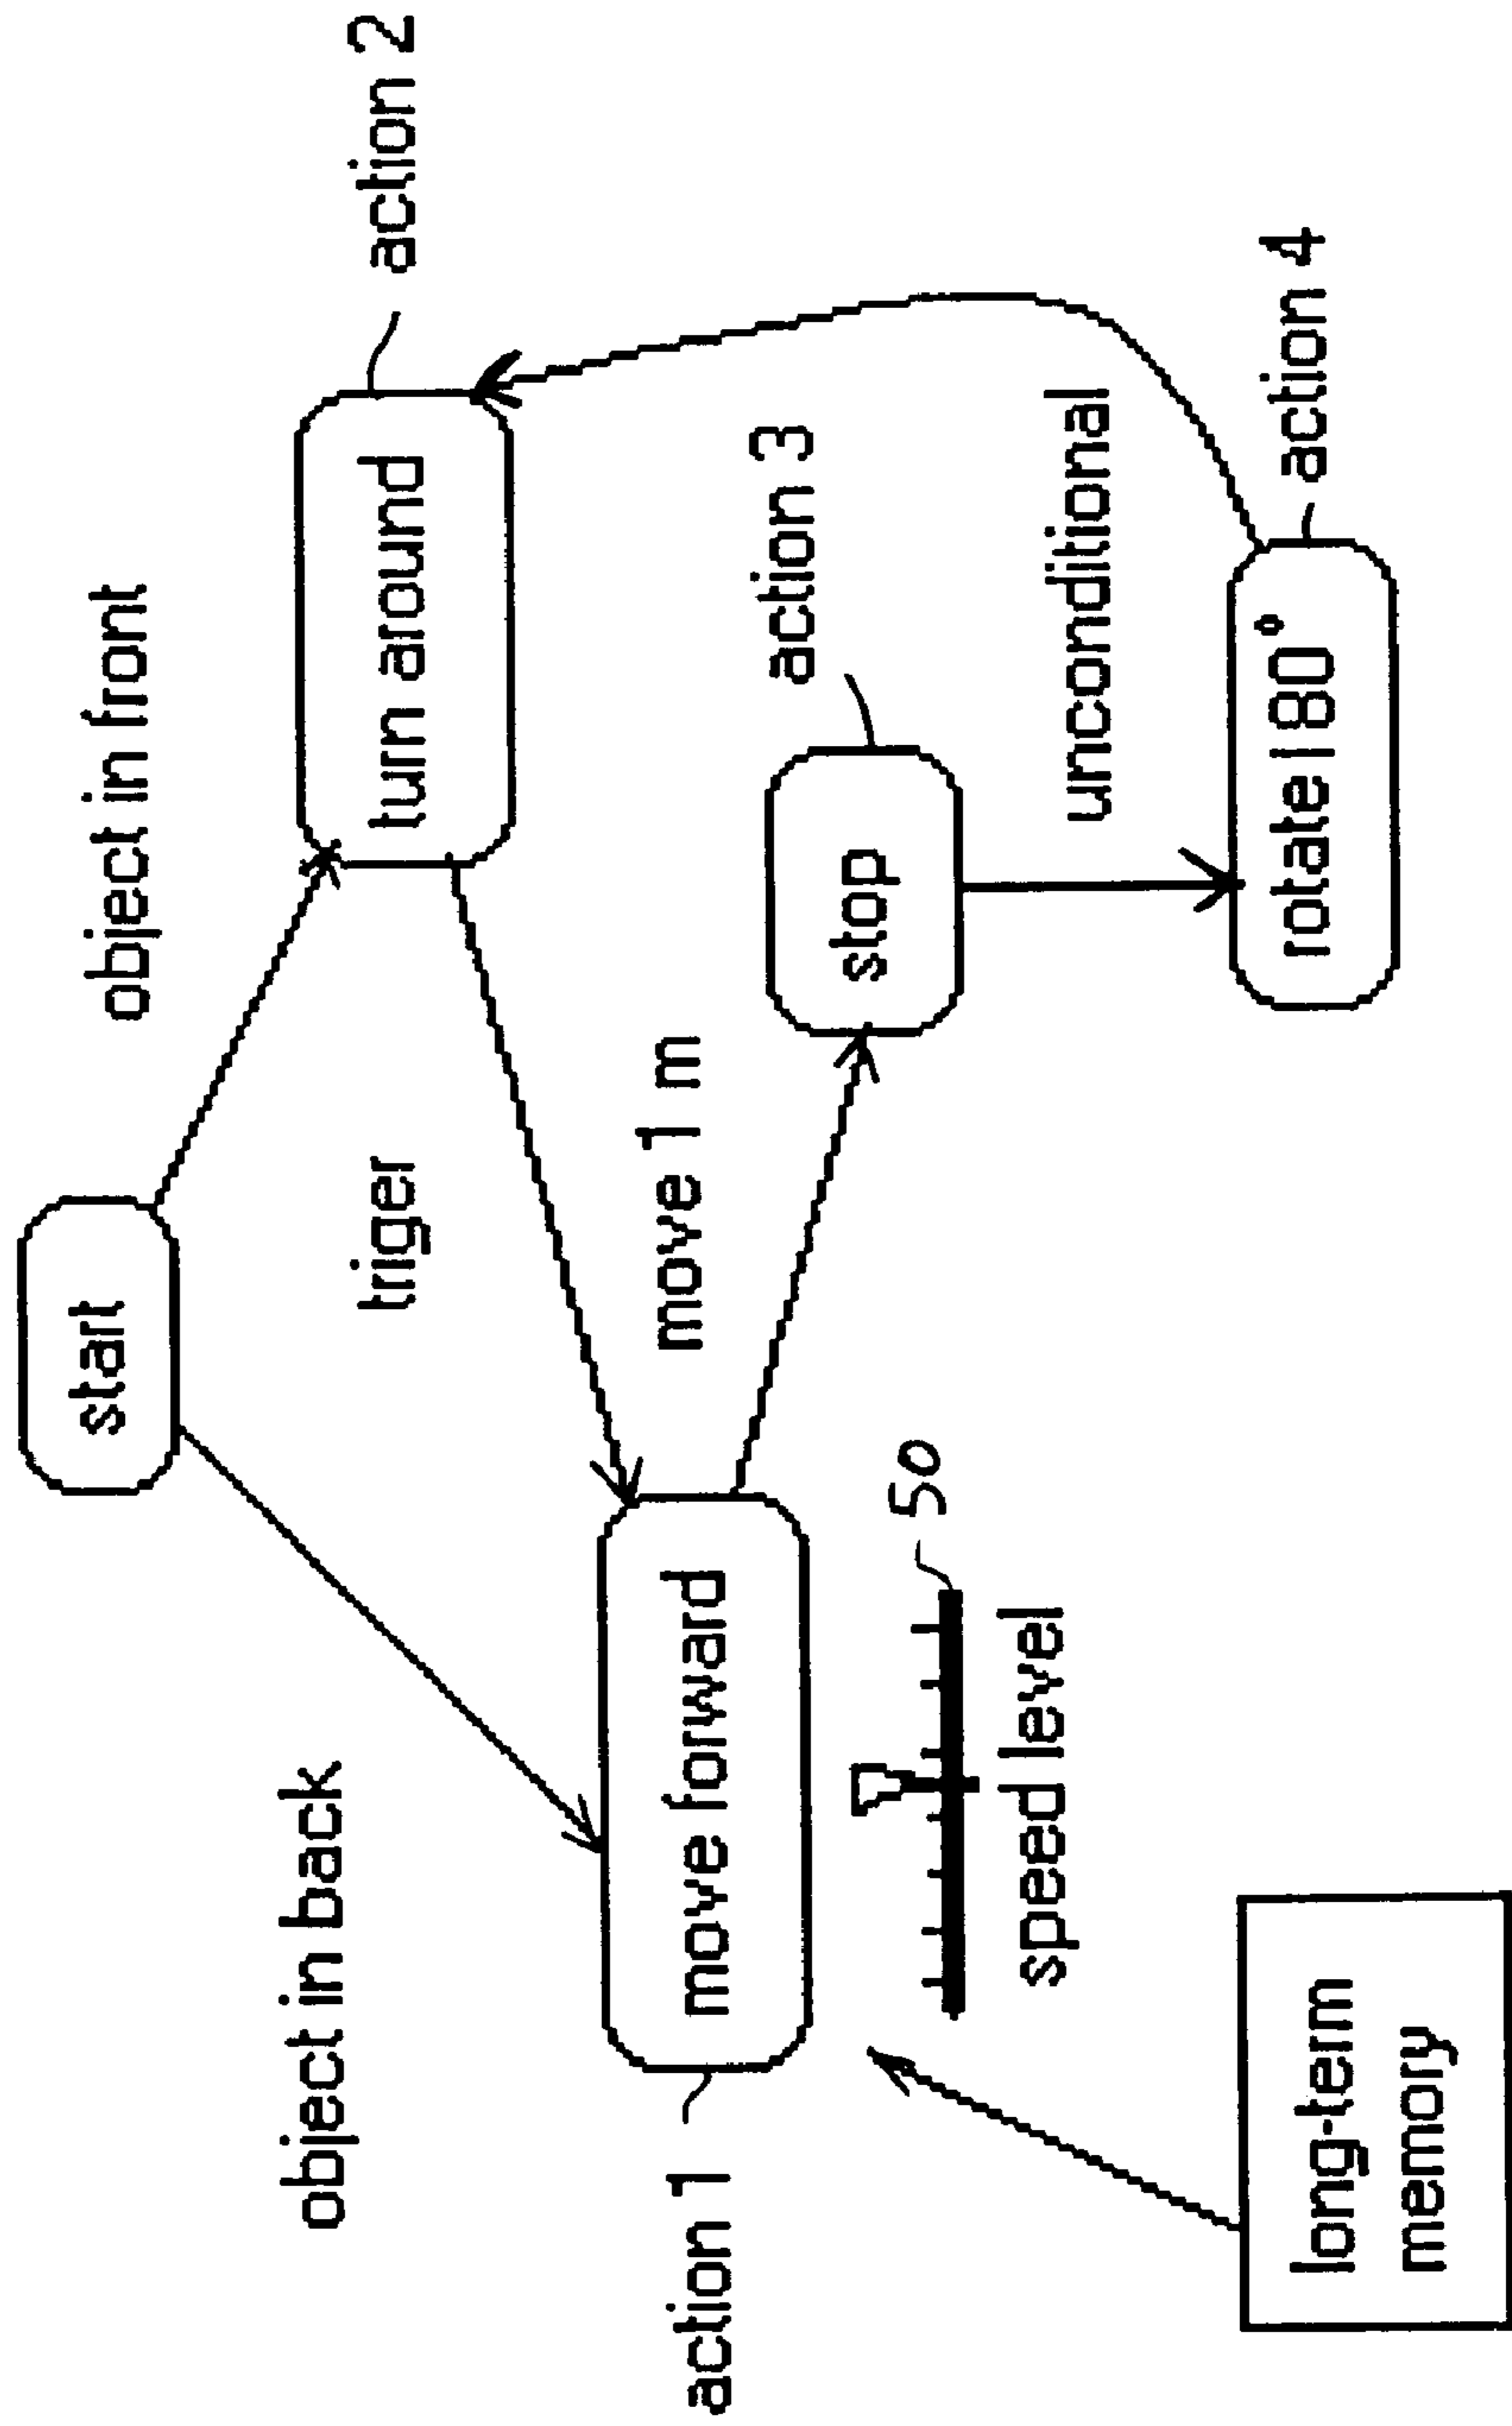 start
object in front
object in back
triger
turn around
action 2
action 1
move forward
move 1 m
50
speed level
stop
action 3
unconditional
rotate 180°
action 4
long-term
memory